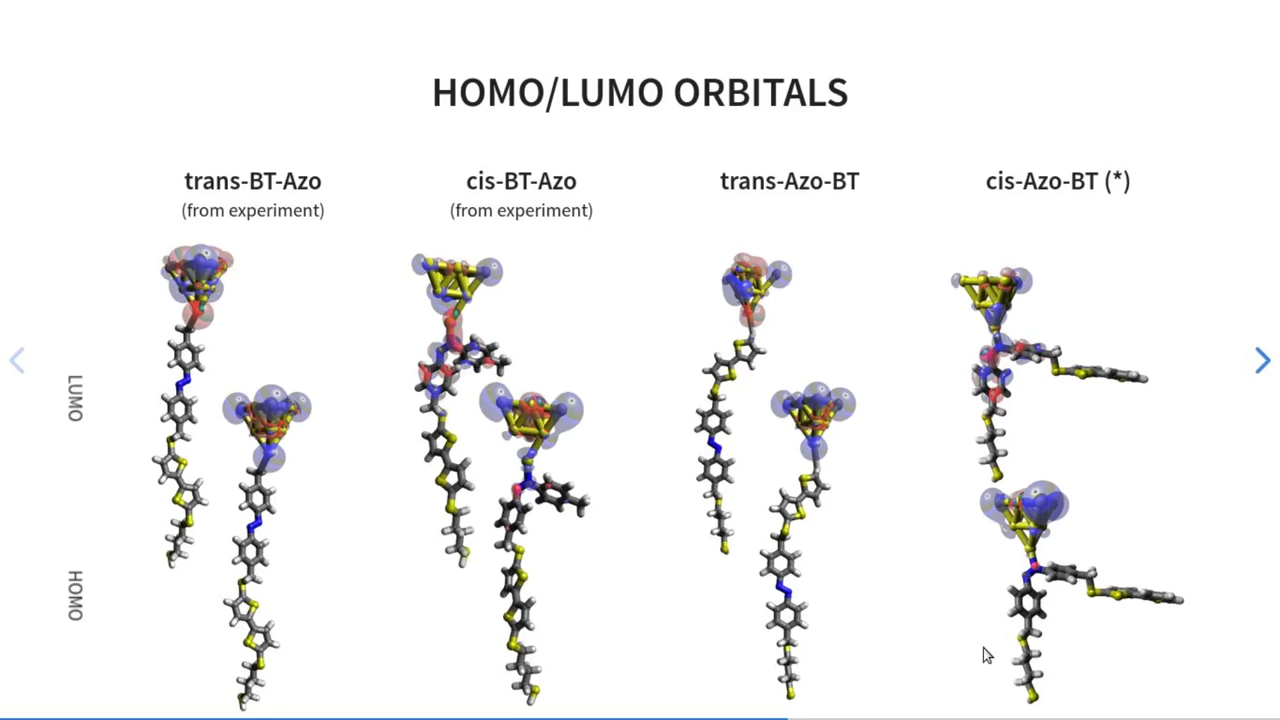 HOMO/LUMO ORBITALS
trans-BT-Azo
(from experiment)
cis-BT-Azo
(from experiment)
trans-Azo-BT
cis-Azo-BT (*)
LUMO
HOMO